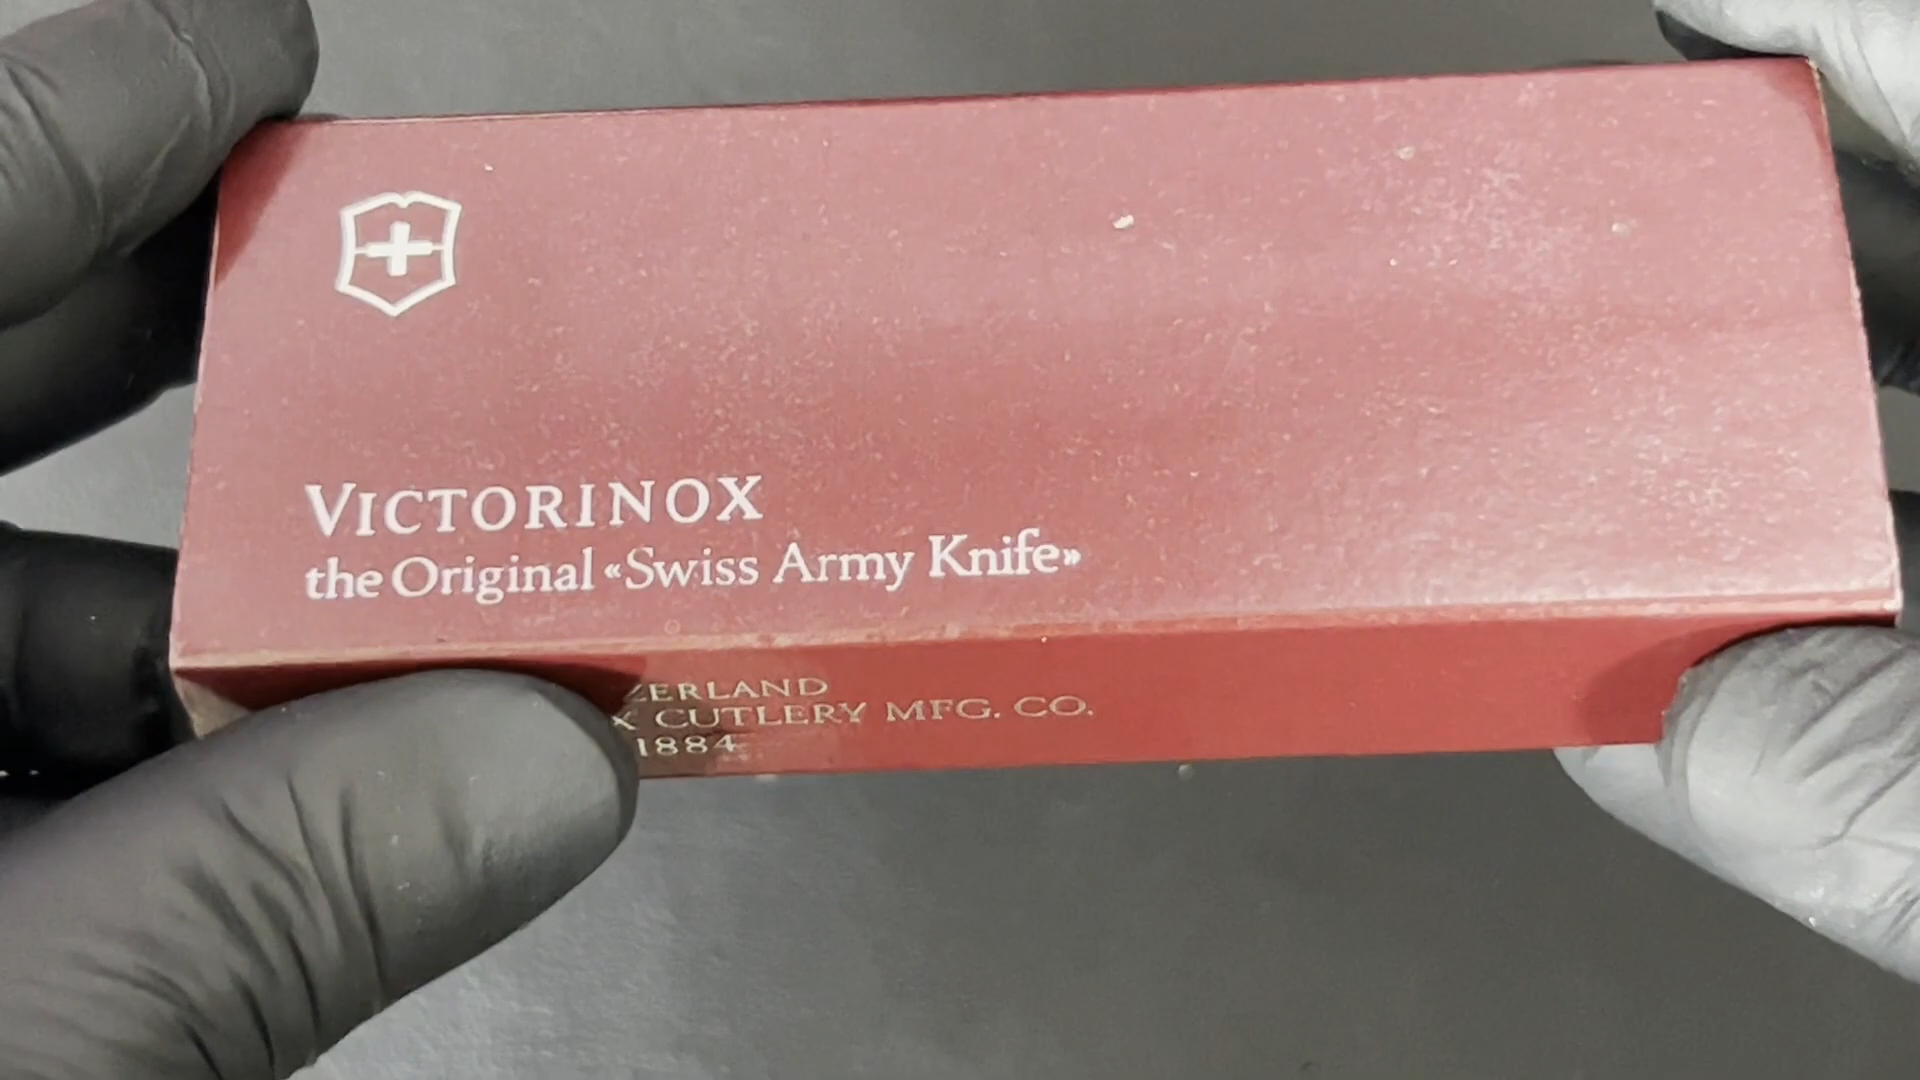 VICTORINOX
the Original «Swiss Army Knife»
ZERLAND
X CUTLERY MFG. CO.
1884